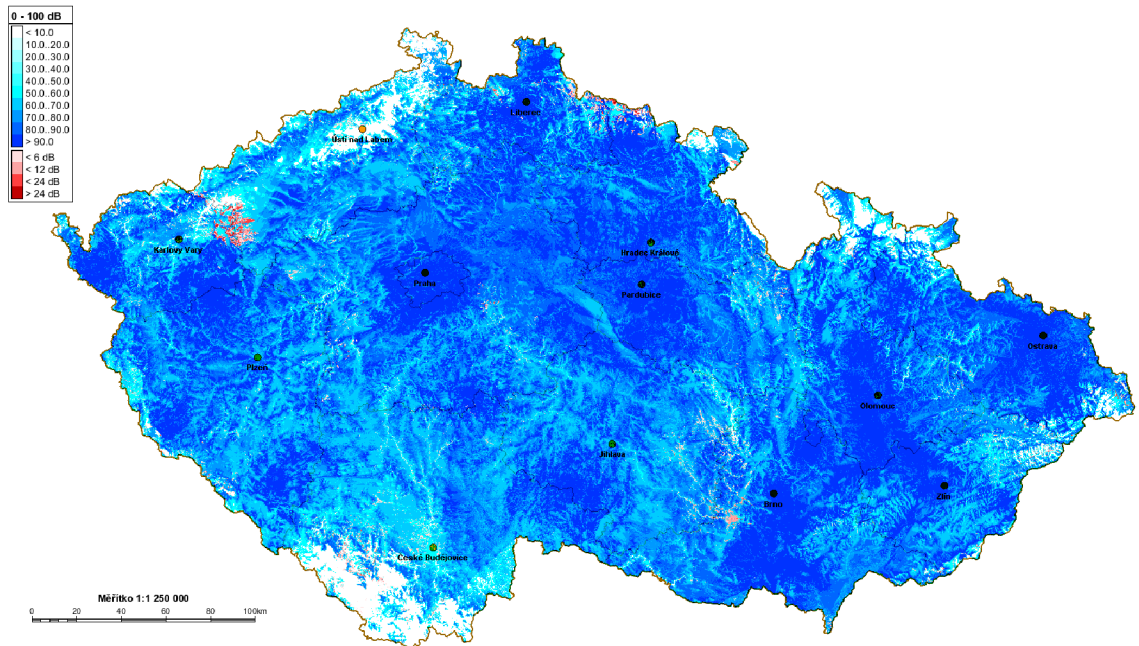 0 - 100 dB
< 10.0
10.0..20.0
20.0..30.0
30.0..40.0
40.0..50.0
50.0..60.0
60.0..70.0
70.0..80.0
80.0..90.0
> 90.0
< 6 dB
< 12 dB
< 24 dB
> 24 dB
Liberec
Ústí nad Labem
Karlovy Vary
Hradec Králové
Praha
Pardubice
Ostrava
Plzeň
Olomouc
Jihlava
Zlín
Brno
České Budějovice
Měřítko 1:1 250 000
0 20 40 60 80 100km